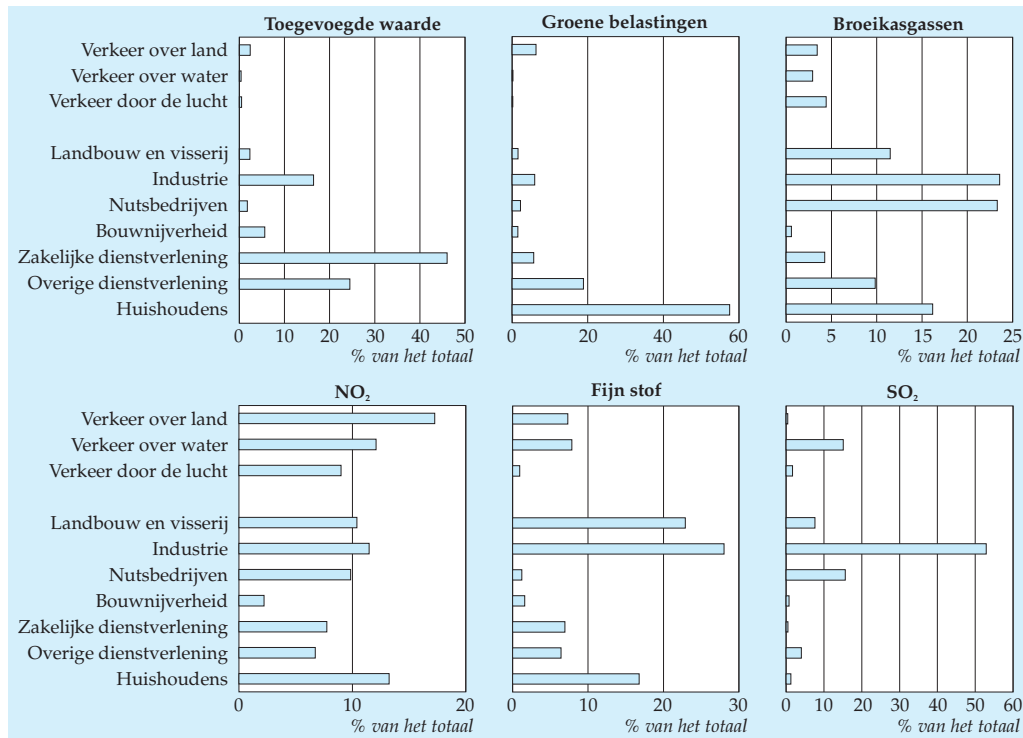 Toegevoegde waarde Groene belastingen Broeikasgassen
Verkeer over land
Verkeer over water
Verkeer door de lucht
Landbouw en visserij
Industrie
Nutsbedrijven
Bouwnijverheid
Zakelijke dienstverlening
Overige dienstverlening
Huishoudens
0 10 20 30 40 50 0 20 40 60 0 5 10 15 20 25
% van het totaal % van het totaal % van het totaal
NO₂ Fijn stof SO₂
Verkeer over land
Verkeer over water
Verkeer door de lucht
Landbouw en visserij
Industrie
Nutsbedrijven
Bouwnijverheid
Zakelijke dienstverlening
Overige dienstverlening
Huishoudens
0 10 20 0 10 20 30 0 10 20 30 40 50 60
% van het totaal % van het totaal % van het totaal